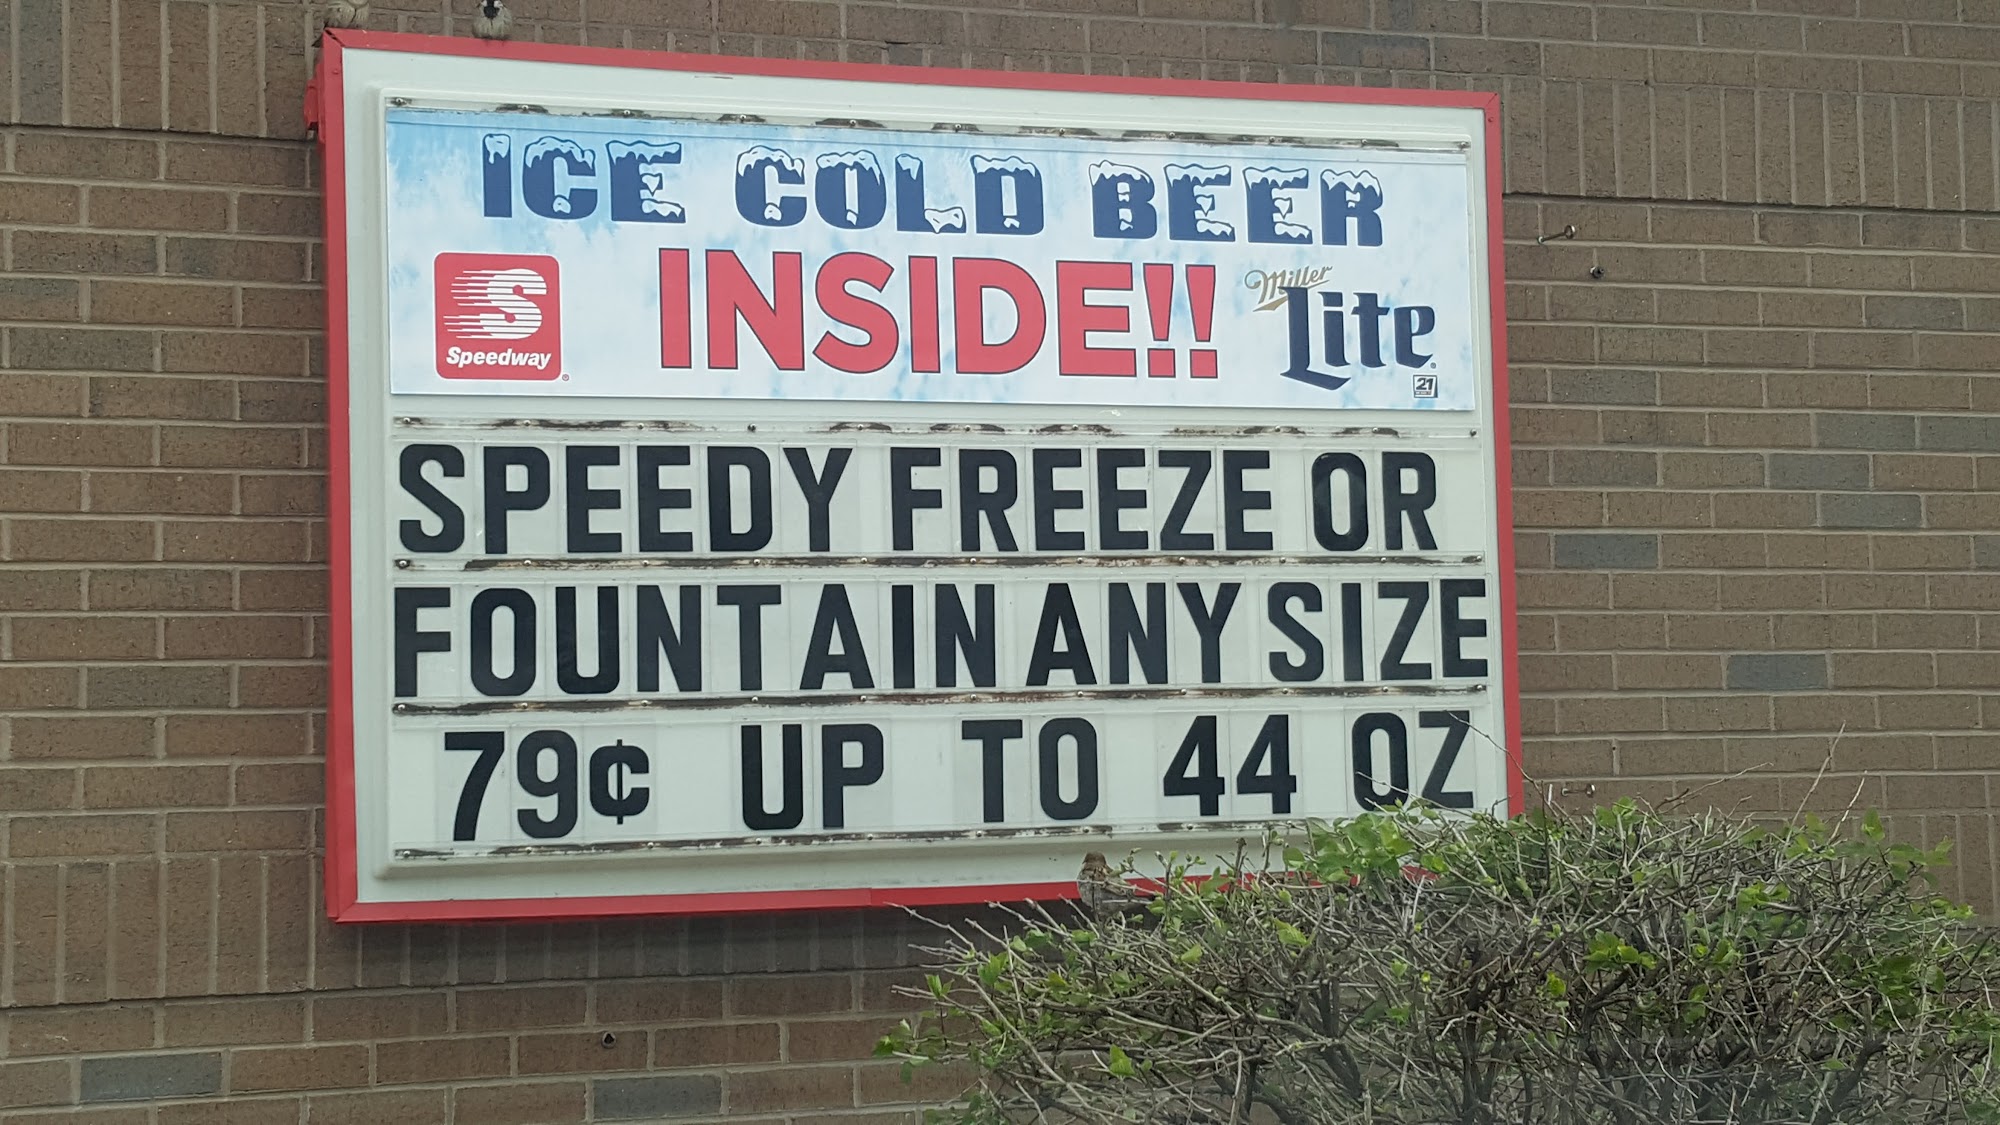 ICE COLD BEER
INSIDE!!
S
Speedway
Miller
Lite
21
SPEEDY FREEZE OR
FOUNTAIN ANY SIZE
79¢ UP TO 44 OZ